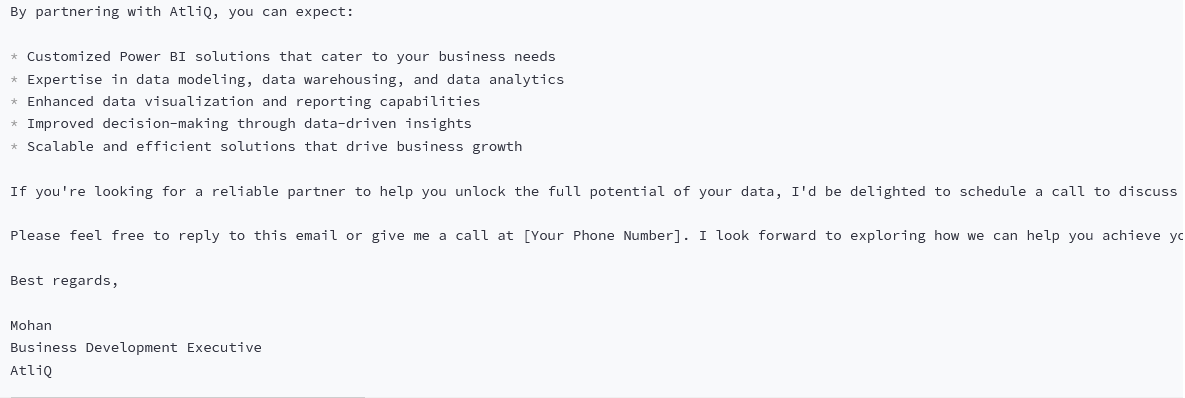 By partnering with AtliQ, you can expect:
* Customized Power BI solutions that cater to your business needs
* Expertise in data modeling, data warehousing, and data analytics
* Enhanced data visualization and reporting capabilities
* Improved decision-making through data-driven insights
* Scalable and efficient solutions that drive business growth
If you're looking for a reliable partner to help you unlock the full potential of your data, I'd be delighted to schedule a call to discuss
Please feel free to reply to this email or give me a call at [Your Phone Number]. I look forward to exploring how we can help you achieve
Best regards,
Mohan
Business Development Executive
AtliQ